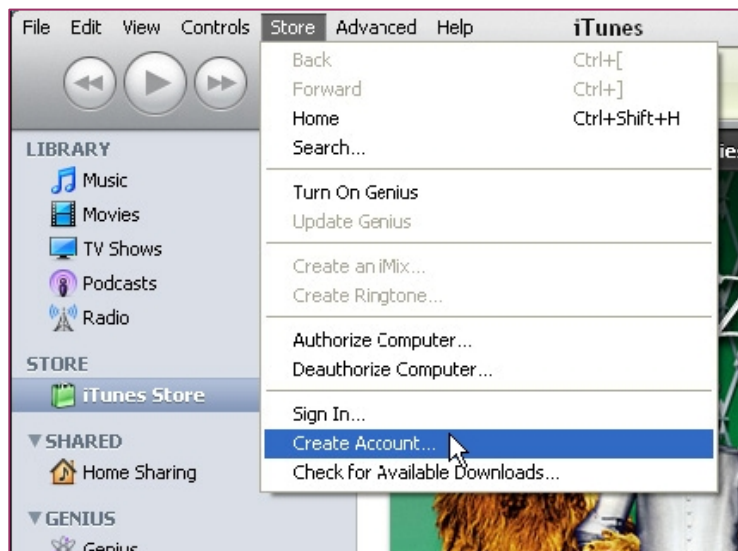 File Edit View Controls Store Advanced Help iTunes
Back Ctrl+[
Forward Ctrl+]
Home Ctrl+Shift+H
Search...
Turn On Genius
Update Genius
Create an iMix...
Create Ringtone...
Authorize Computer...
Deauthorize Computer...
Sign In...
Create Account...
Check for Available Downloads...
LIBRARY
Music
Movies
TV Shows
Podcasts
Radio
STORE
iTunes Store
SHARED
Home Sharing
GENIUS
Genius